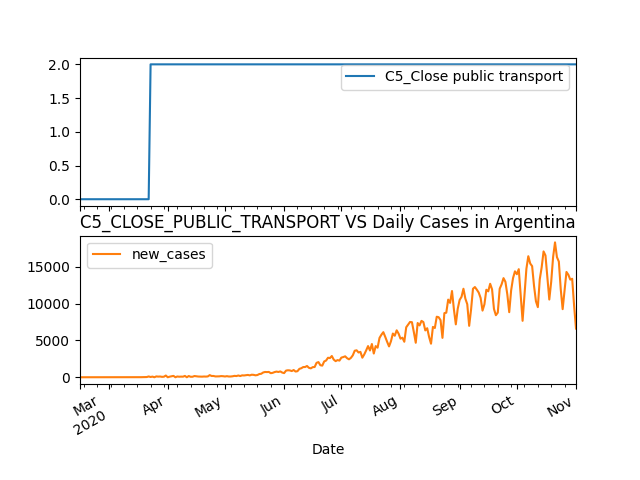 2.0
C5_Close public transport
1.5
1.0
0.5
0.0
C5_CLOSE_PUBLIC_TRANSPORT VS Daily Cases in Argentina
new_cases
15000
10000
5000
0
Mar Apr May Jun Jul Aug Sep Oct Nov
2020
Date